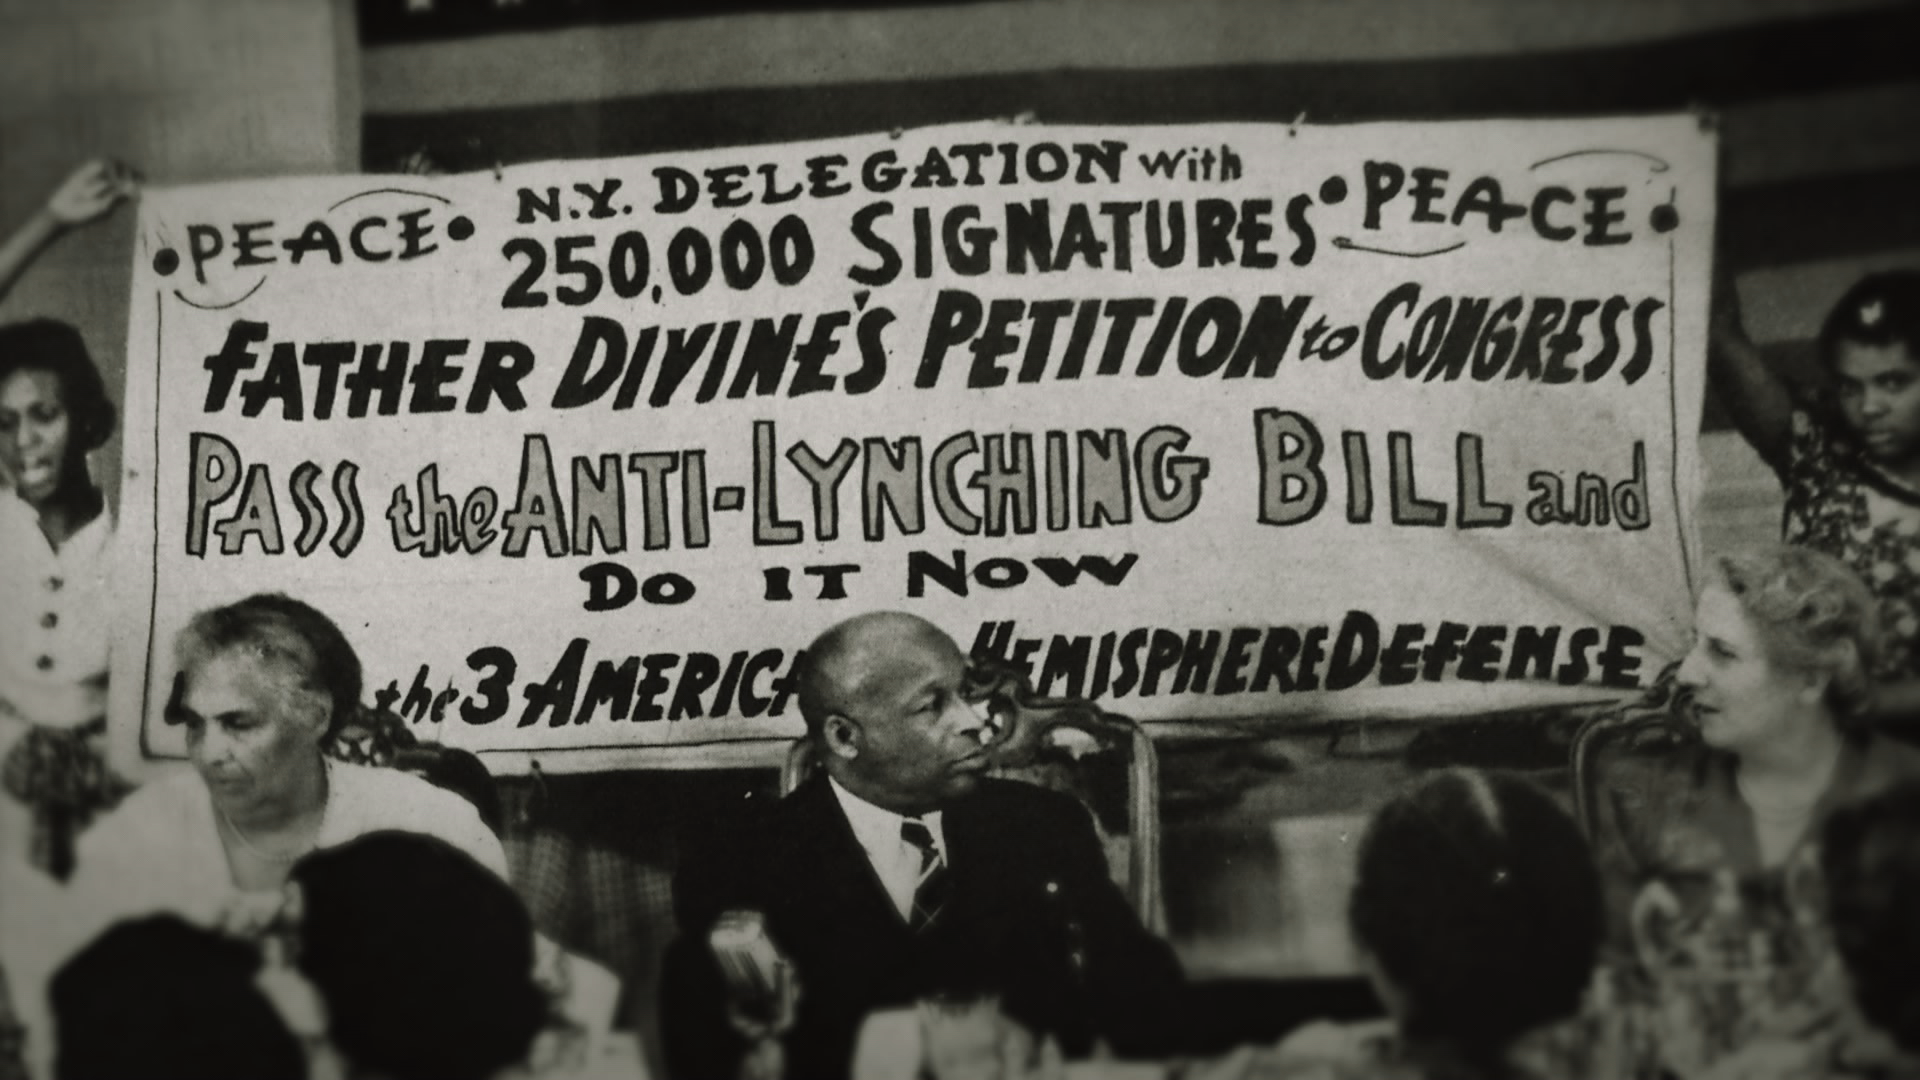 N.Y. DELEGATION with
• PEACE • 250,000 SIGNATURES • PEACE •
FATHER DIVINE'S PETITION to CONGRESS
PASS the ANTI-LYNCHING BILL and
DO IT NOW
the 3 AMERICA HEMISPHERE DEFENSE